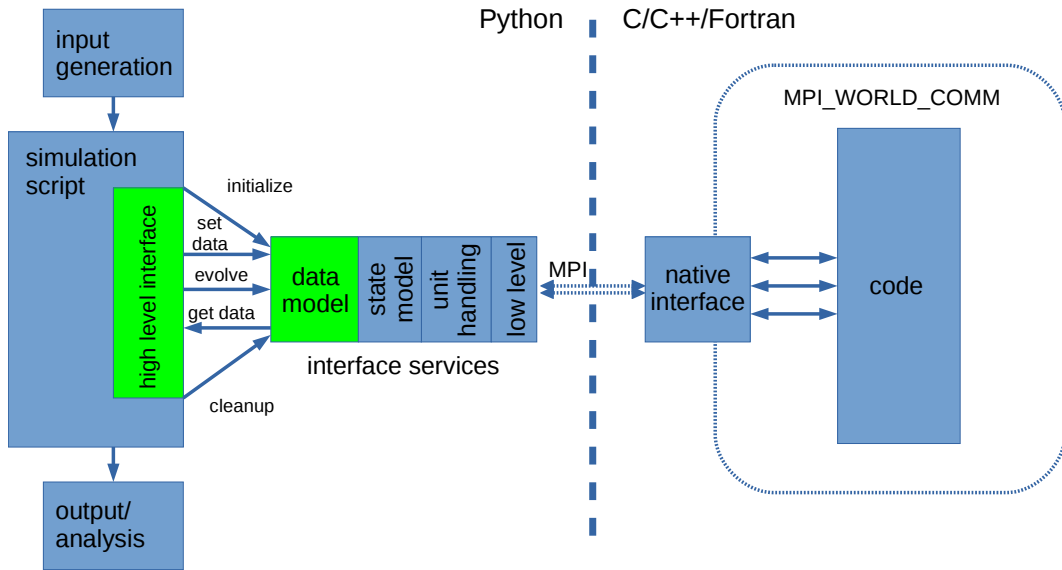 Python
C/C++/Fortran
input
generation
simulation
script
high level interface
initialize
set
data
evolve
get data
cleanup
data
model
state
model
unit
handling
low level
interface services
MPI
native
interface
MPI_WORLD_COMM
code
output/
analysis